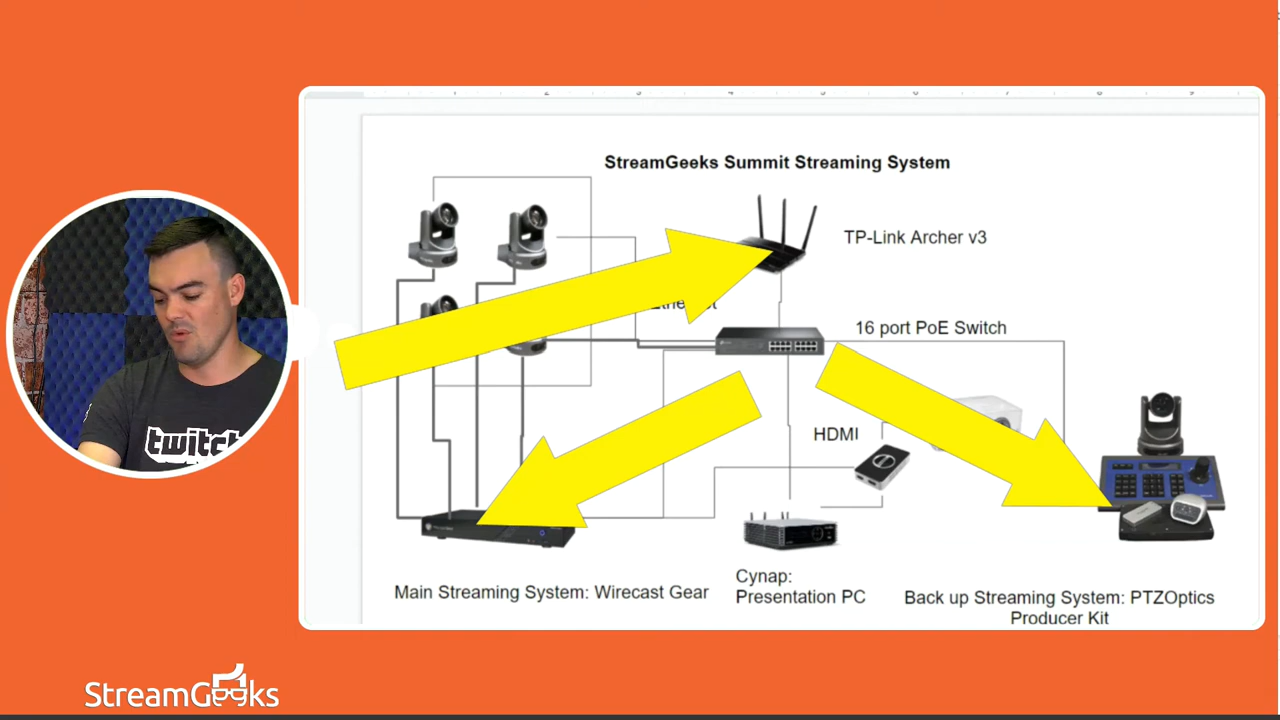 StreamGeeks Summit Streaming System
TP-Link Archer v3
Ethernet
16 port PoE Switch
HDMI
twitch
Main Streaming System: Wirecast Gear
Cynap:
Presentation PC
Back up Streaming System: PTZOptics
Producer Kit
StreamGeeks